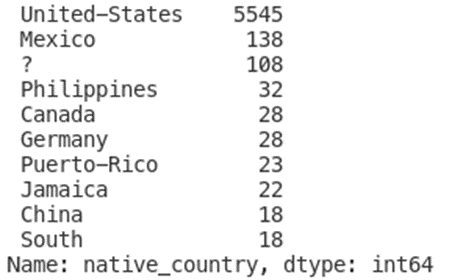 United-States 5545
Mexico 138
? 108
Philippines 32
Canada 28
Germany 28
Puerto-Rico 23
Jamaica 22
China 18
South 18
Name: native_country, dtype: int64